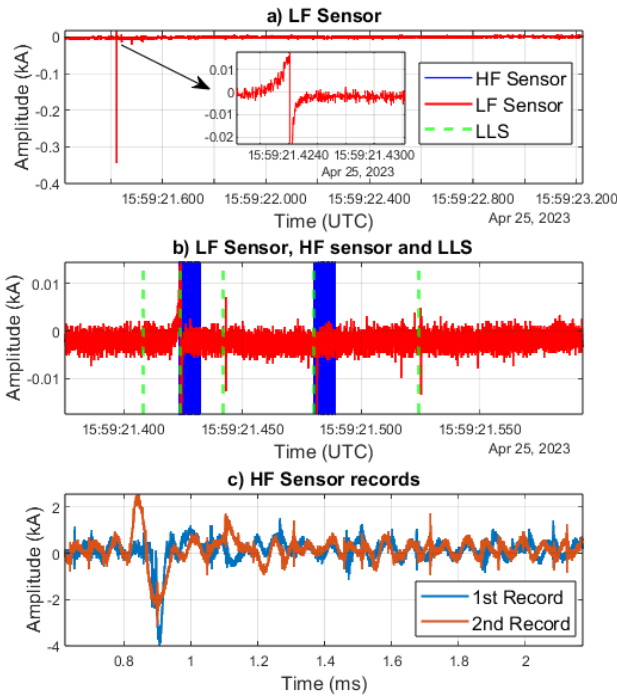 a) LF Sensor
Amplitude (kA)
0
-0.1
-0.2
-0.3
-0.4
0.01
0
-0.01
-0.02
15:59:21.4240 15:59:21.4300
Apr 25, 2023
HF Sensor
LF Sensor
LLS
15:59:21.600 15:59:22.000 15:59:22.400 15:59:22.800 15:59:23.200
Time (UTC)
Apr 25, 2023
b) LF Sensor, HF sensor and LLS
Amplitude (kA)
0.01
0
-0.01
15:59:21.400 15:59:21.450 15:59:21.500 15:59:21.550
Time (UTC)
Apr 25, 2023
c) HF Sensor records
Amplitude (kA)
2
0
-2
-4
1st Record
2nd Record
0.8 1 1.2 1.4 1.6 1.8 2
Time (ms)